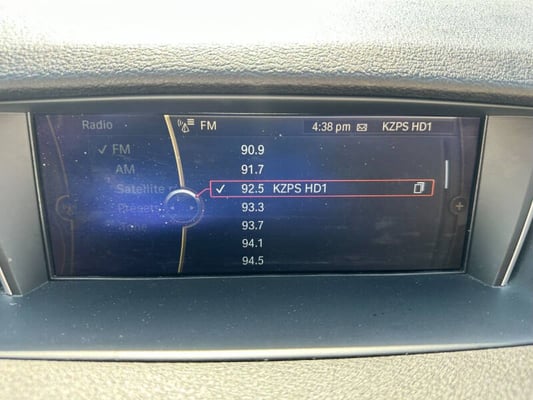 Radio
FM 4:38 pm KZPS HD1
✓ FM
AM
Satellite
Presets
90.9
91.7
✓ 92.5 KZPS HD1
93.3
93.7
94.1
94.5